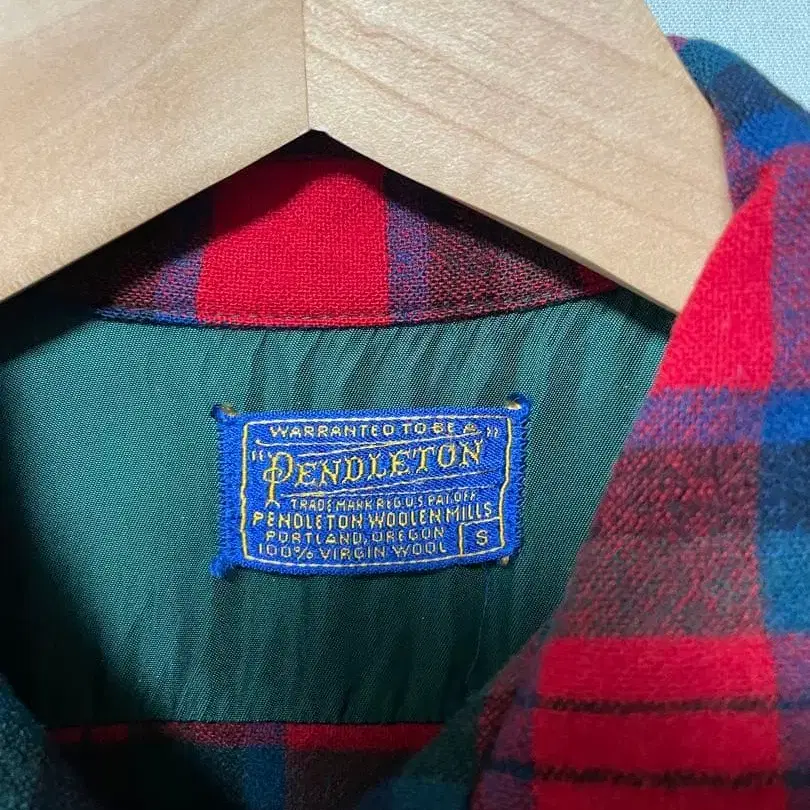 WARRANTED TO BE A
"PENDLETON"
TRADE MARK REG U.S. PAT. OFF.
PENDLETON WOOLEN MILLS
PORTLAND, OREGON
100% VIRGIN WOOL S